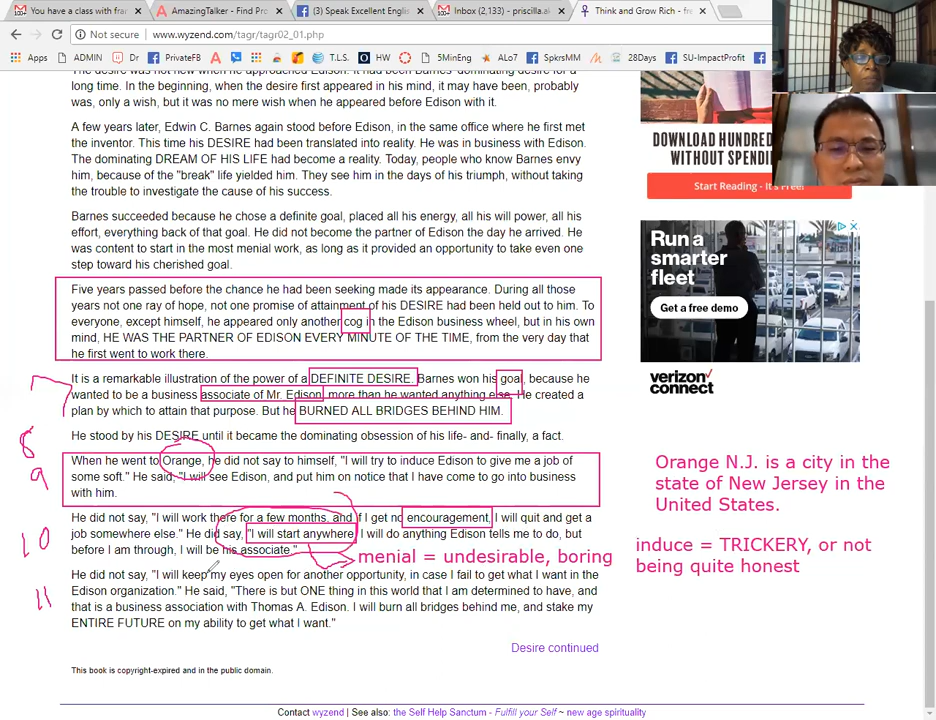 You have a class with fran
AmazingTalker - Find Pro
(3) Speak Excellent Englis
Inbox (2,133) - priscilla.ak
Think and Grow Rich - fre
Not secure | www.wyzend.com/tagr/tagr02_01.php
Apps ADMIN Dr PrivateFB T.L.S. OW HW 5MinEng ALo7 SpkrsMM 28Days SU-ImpactProfit
The desire was not new when he approached Edison. It had been Barnes' dominating desire for a
long time. In the beginning, when the desire first appeared in his mind, it may have been, probably
was, only a wish, but it was no mere wish when he appeared before Edison with it.
A few years later, Edwin C. Barnes again stood before Edison, in the same office where he first met
the inventor. This time his DESIRE had been translated into reality. He was in business with Edison.
The dominating DREAM OF HIS LIFE had become a reality. Today, people who know Barnes envy
him, because of the "break" life yielded him. They see him in the days of his triumph, without taking
the trouble to investigate the cause of his success.
Barnes succeeded because he chose a definite goal, placed all his energy, all his will power, all his
effort, everything back of that goal. He did not become the partner of Edison the day he arrived. He
was content to start in the most menial work, as long as it provided an opportunity to take even one
step toward his cherished goal.
Five years passed before the chance he had been seeking made its appearance. During all those
years not one ray of hope, not one promise of attainment of his DESIRE had been held out to him. To
everyone, except himself, he appeared only another cog in the Edison business wheel, but in his own
mind, HE WAS THE PARTNER OF EDISON EVERY MINUTE OF THE TIME, from the very day that
he first went to work there.
7
It is a remarkable illustration of the power of a DEFINITE DESIRE. Barnes won his goal, because he
wanted to be a business associate of Mr. Edison, more than he wanted anything else. He created a
plan by which to attain that purpose. But he BURNED ALL BRIDGES BEHIND HIM.
8
He stood by his DESIRE until it became the dominating obsession of his life- and- finally, a fact.
9
When he went to Orange, he did not say to himself, "I will try to induce Edison to give me a job of
some soft." He said, "I will see Edison, and put him on notice that I have come to go into business
with him.
10
He did not say, "I will work there for a few months, and if I get no encouragement, I will quit and get a
job somewhere else." He did say, "I will start anywhere. I will do anything Edison tells me to do, but
before I am through, I will be his associate."
menial = undesirable, boring
11
He did not say, "I will keep my eyes open for another opportunity, in case I fail to get what I want in the
Edison organization." He said, "There is but ONE thing in this world that I am determined to have, and
that is a business association with Thomas A. Edison. I will burn all bridges behind me, and stake my
ENTIRE FUTURE on my ability to get what I want."
Desire continued
This book is copyright-expired and in the public domain.
Contact wyzend | See also: the Self Help Sanctum - Fulfill your Self ~ new age spirituality
DOWNLOAD HUNDRED
WITHOUT SPENDI
Start Reading - It's Free!
Run a
smarter
fleet
Get a free demo
verizon
connect
Orange N.J. is a city in the
state of New Jersey in the
United States.
induce = TRICKERY, or not
being quite honest